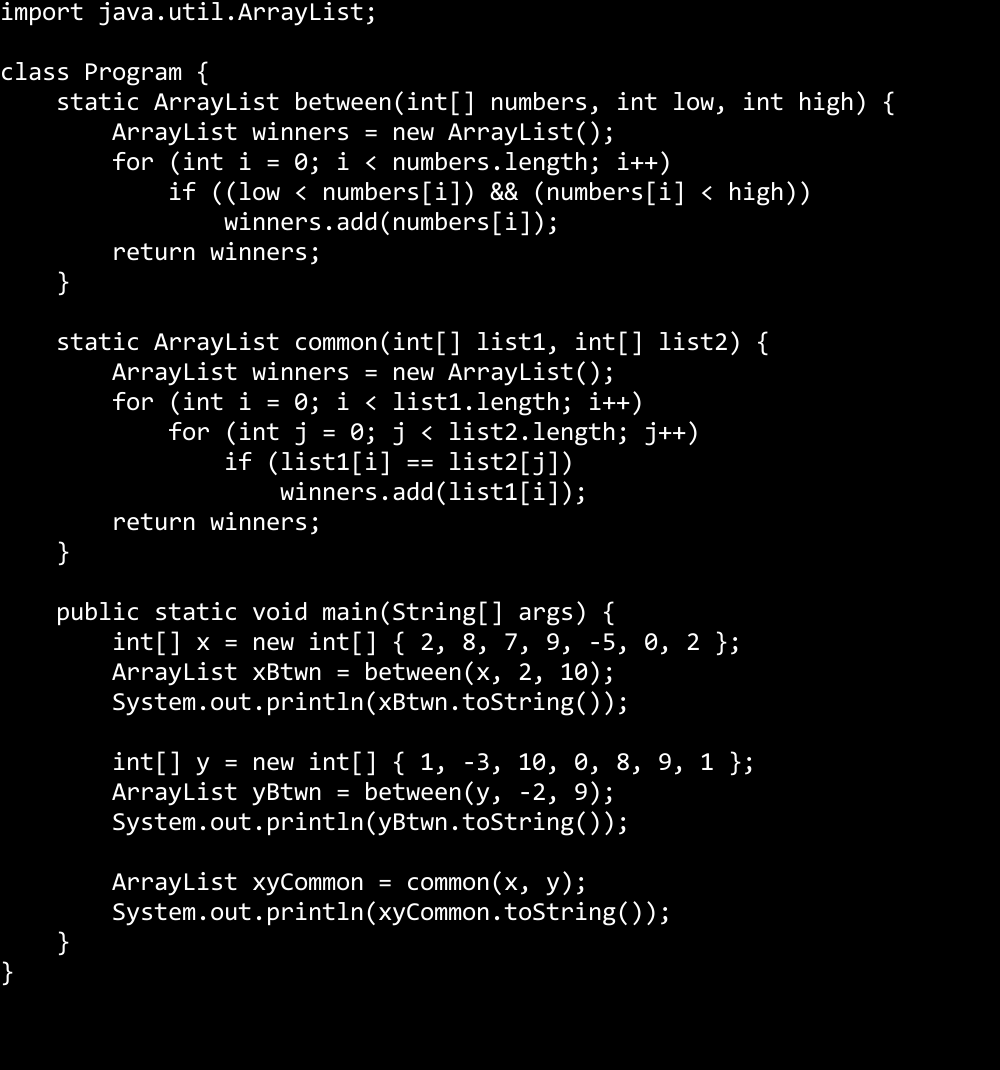 import java.util.ArrayList;

class Program {
    static ArrayList between(int[] numbers, int low, int high) {
        ArrayList winners = new ArrayList();
        for (int i = 0; i < numbers.length; i++)
            if ((low < numbers[i]) && (numbers[i] < high))
                winners.add(numbers[i]);
        return winners;
    }

    static ArrayList common(int[] list1, int[] list2) {
        ArrayList winners = new ArrayList();
        for (int i = 0; i < list1.length; i++)
            for (int j = 0; j < list2.length; j++)
                if (list1[i] == list2[j])
                    winners.add(list1[i]);
        return winners;
    }

    public static void main(String[] args) {
        int[] x = new int[] { 2, 8, 7, 9, -5, 0, 2 };
        ArrayList xBtwn = between(x, 2, 10);
        System.out.println(xBtwn.toString());

        int[] y = new int[] { 1, -3, 10, 0, 8, 9, 1 };
        ArrayList yBtwn = between(y, -2, 9);
        System.out.println(yBtwn.toString());

        ArrayList xyCommon = common(x, y);
        System.out.println(xyCommon.toString());
    }
}